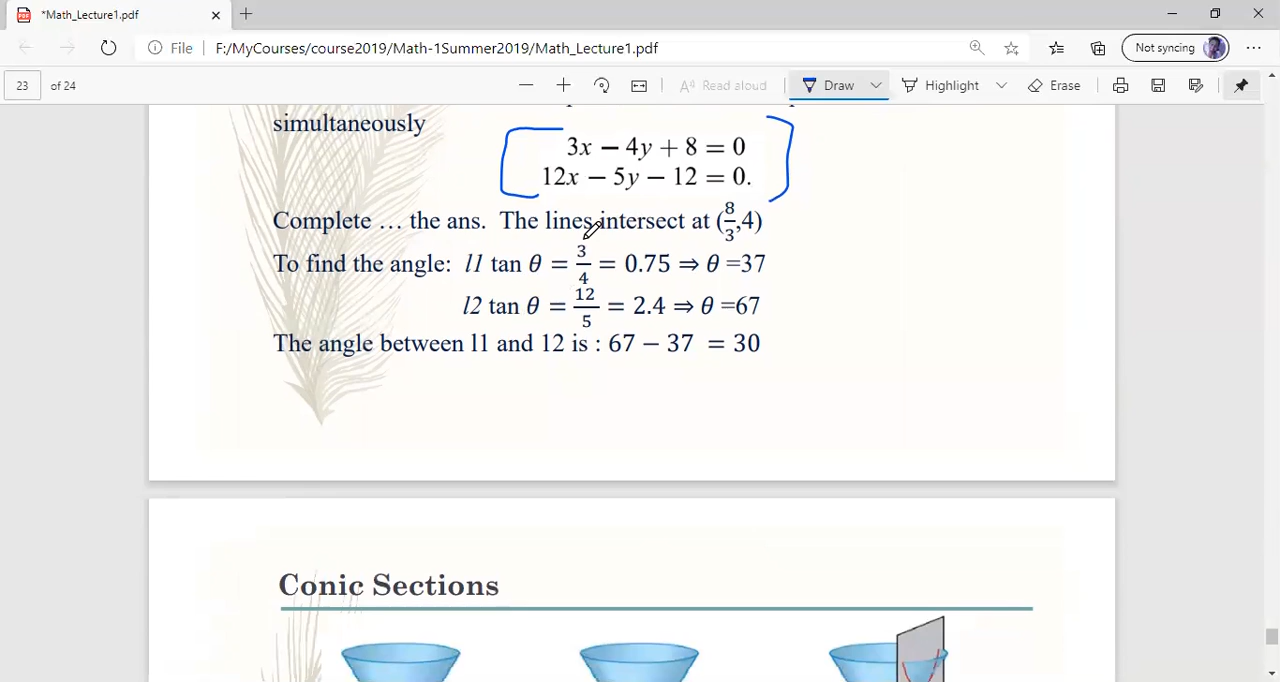 *Math_Lecture1.pdf
File
F:/MyCourses/course2019/Math-1Summer2019/Math_Lecture1.pdf
Not syncing
23 of 24
Read aloud
Draw
Highlight
Erase
simultaneously
3x − 4y + 8 = 0
12x − 5y − 12 = 0.
Complete … the ans. The lines intersect at (8/3,4)
To find the angle: l1 tan θ = 3/4 = 0.75 ⇒ θ =37
l2 tan θ = 12/5 = 2.4 ⇒ θ =67
The angle between l1 and l2 is : 67 − 37 = 30
Conic Sections